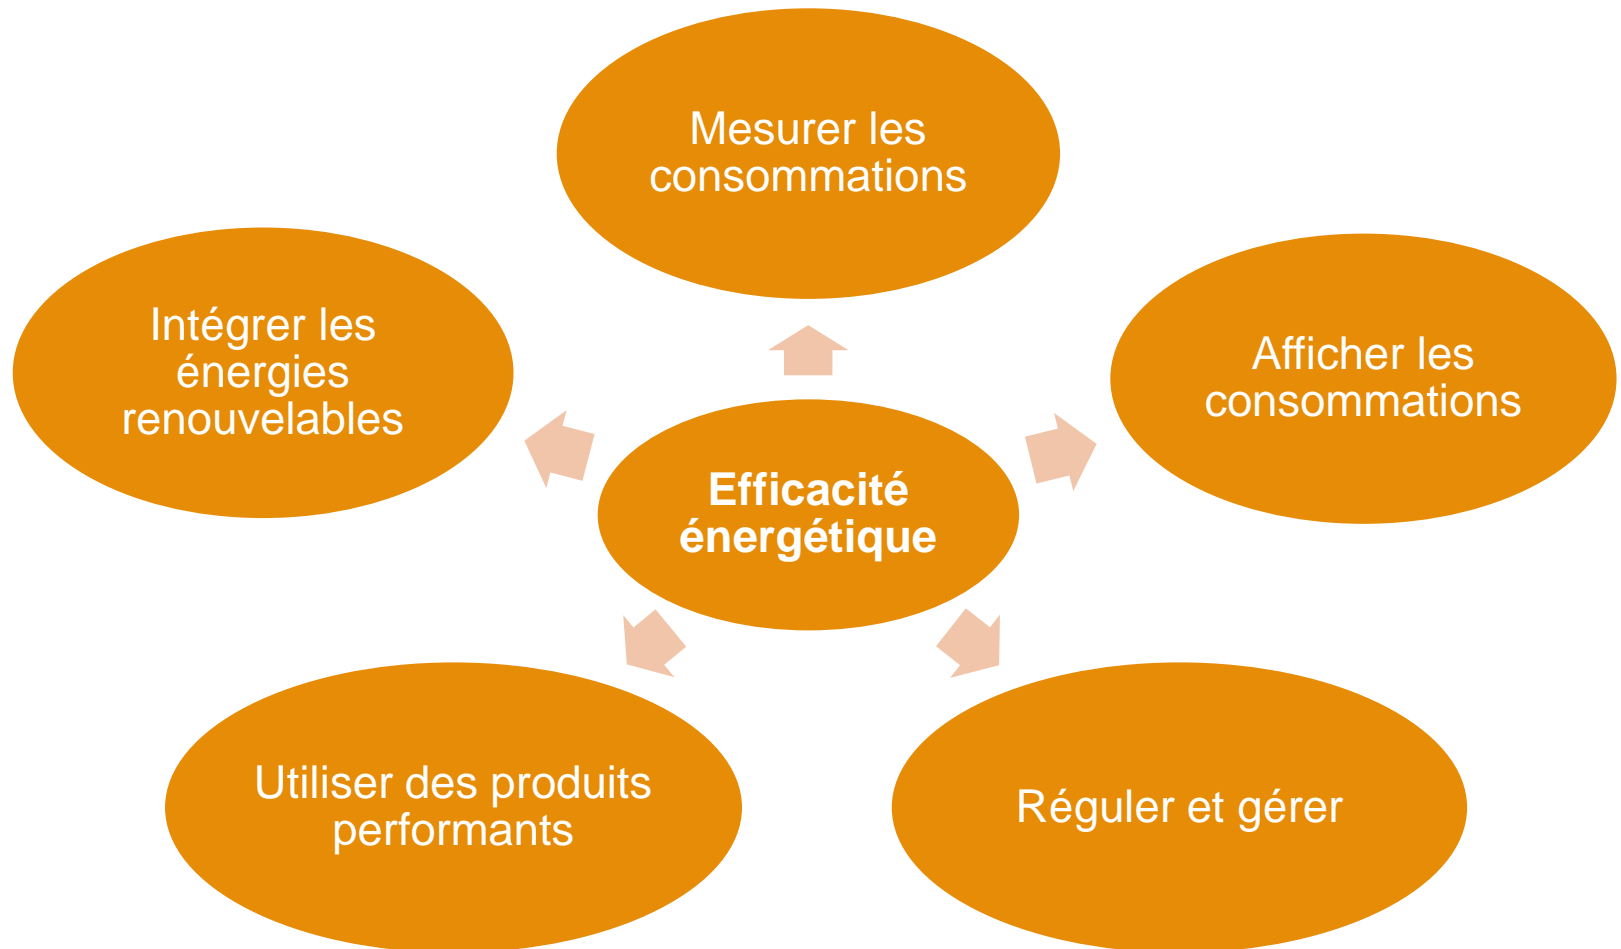 Mesurer les
consommations
Intégrer les
énergies
renouvelables
Afficher les
consommations
Efficacité
énergétique
Utiliser des produits
performants
Réguler et gérer